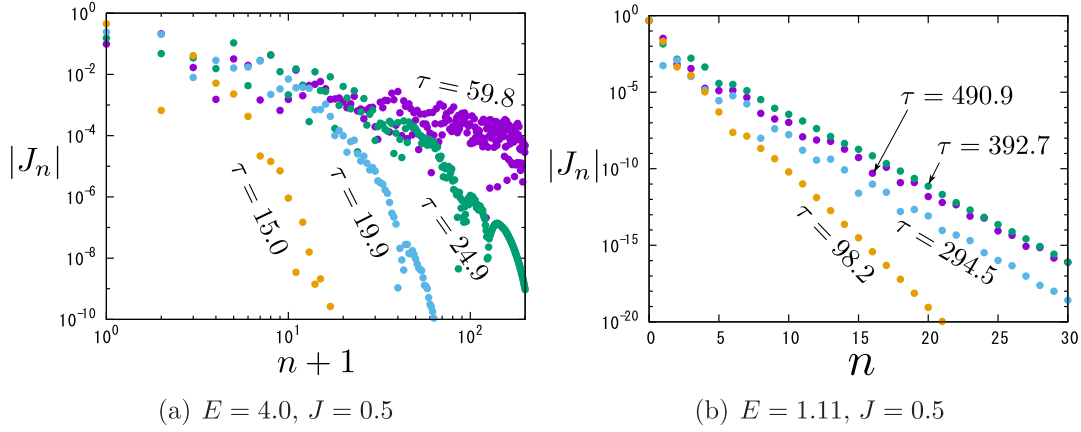 10^0
10^-2
10^-4
10^-6
10^-8
10^-10
|J_n|
τ = 59.8
τ = 15.0
τ = 19.9
τ = 24.9
10^0 10^1 10^2
n + 1
(a) E = 4.0, J = 0.5
10^0
10^-5
10^-10
10^-15
10^-20
|J_n|
τ = 490.9
τ = 392.7
τ = 98.2
τ = 294.5
0 5 10 15 20 25 30
n
(b) E = 1.11, J = 0.5